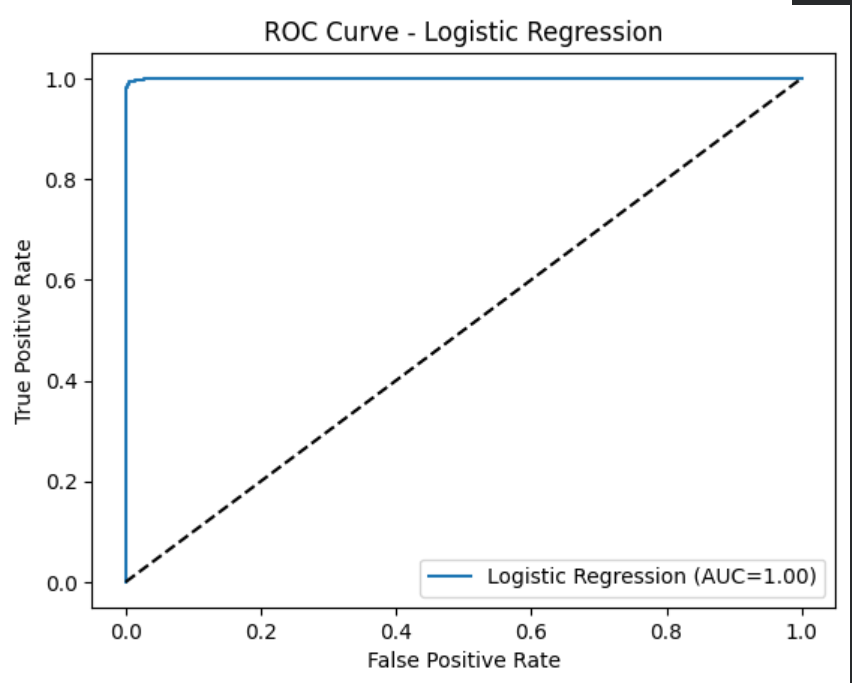 ROC Curve - Logistic Regression
1.0
0.8
0.6
0.4
0.2
0.0
True Positive Rate
Logistic Regression (AUC=1.00)
0.0 0.2 0.4 0.6 0.8 1.0
False Positive Rate